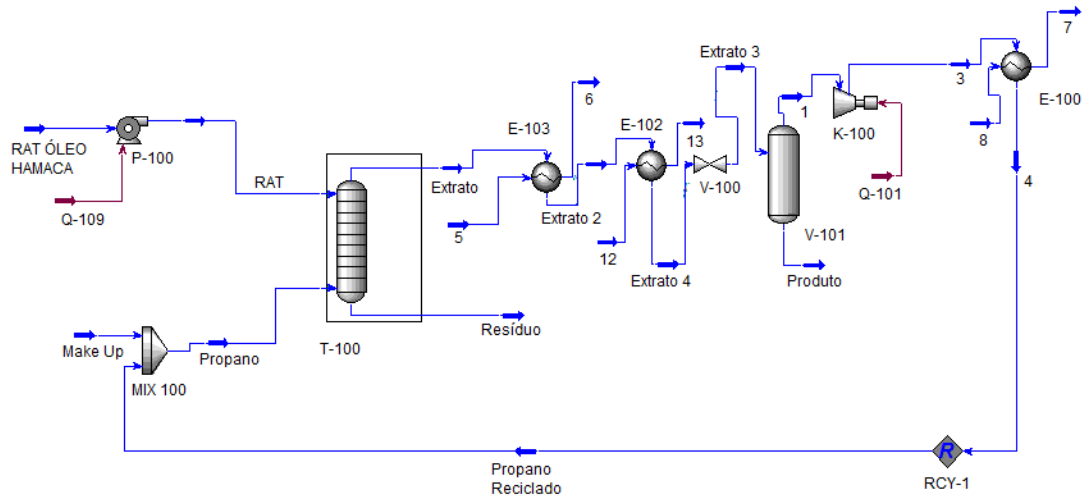 RAT ÓLEO
HAMACA
P-100
Q-109
RAT
T-100
Make Up
MIX 100
Propano
Extrato
5
E-103
6
Extrato 2
12
E-102
13
Extrato 4
V-100
Extrato 3
1
V-101
Produto
K-100
Q-101
3
8
7
E-100
4
Resíduo
Propano
Reciclado
R
RCY-1